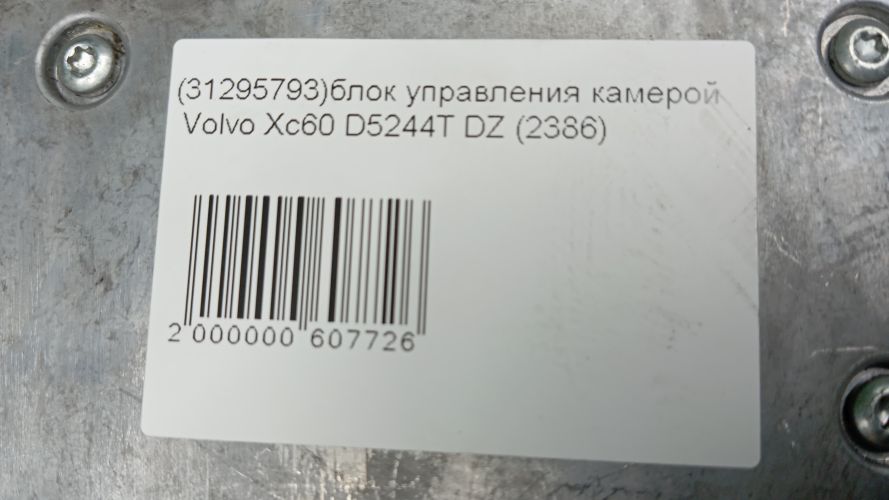 (31295793)блок управления камерой
Volvo Xc60 D5244T DZ (2386)
2 000000 607726